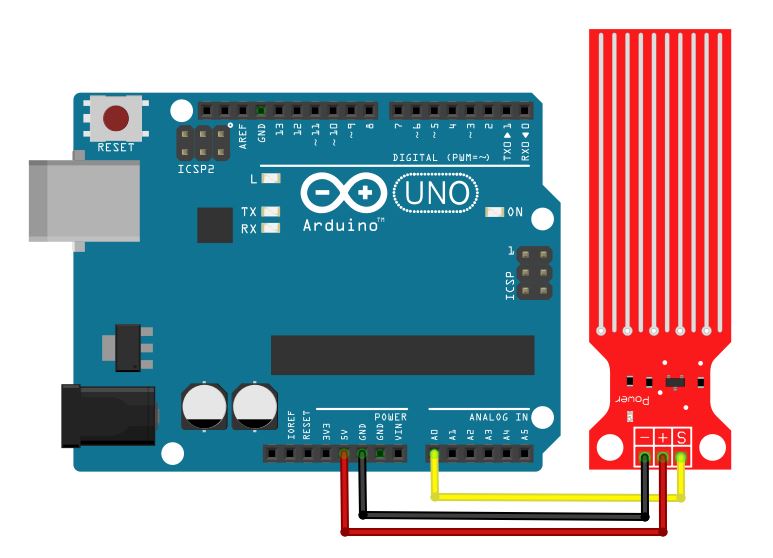 RESET
ICSP2
AREF
GND
13
12
~11
~10
~9
8
7
~6
~5
4
~3
2
TX0▶1
RX0◀0
DIGITAL (PWM=~)
L
TX
RX
Arduino™
UNO
ON
1
ICSP
Power
- + S
POWER
ANALOG IN
IOREF
RESET
3V3
5V
GND
GND
VIN
A0
A1
A2
A3
A4
A5